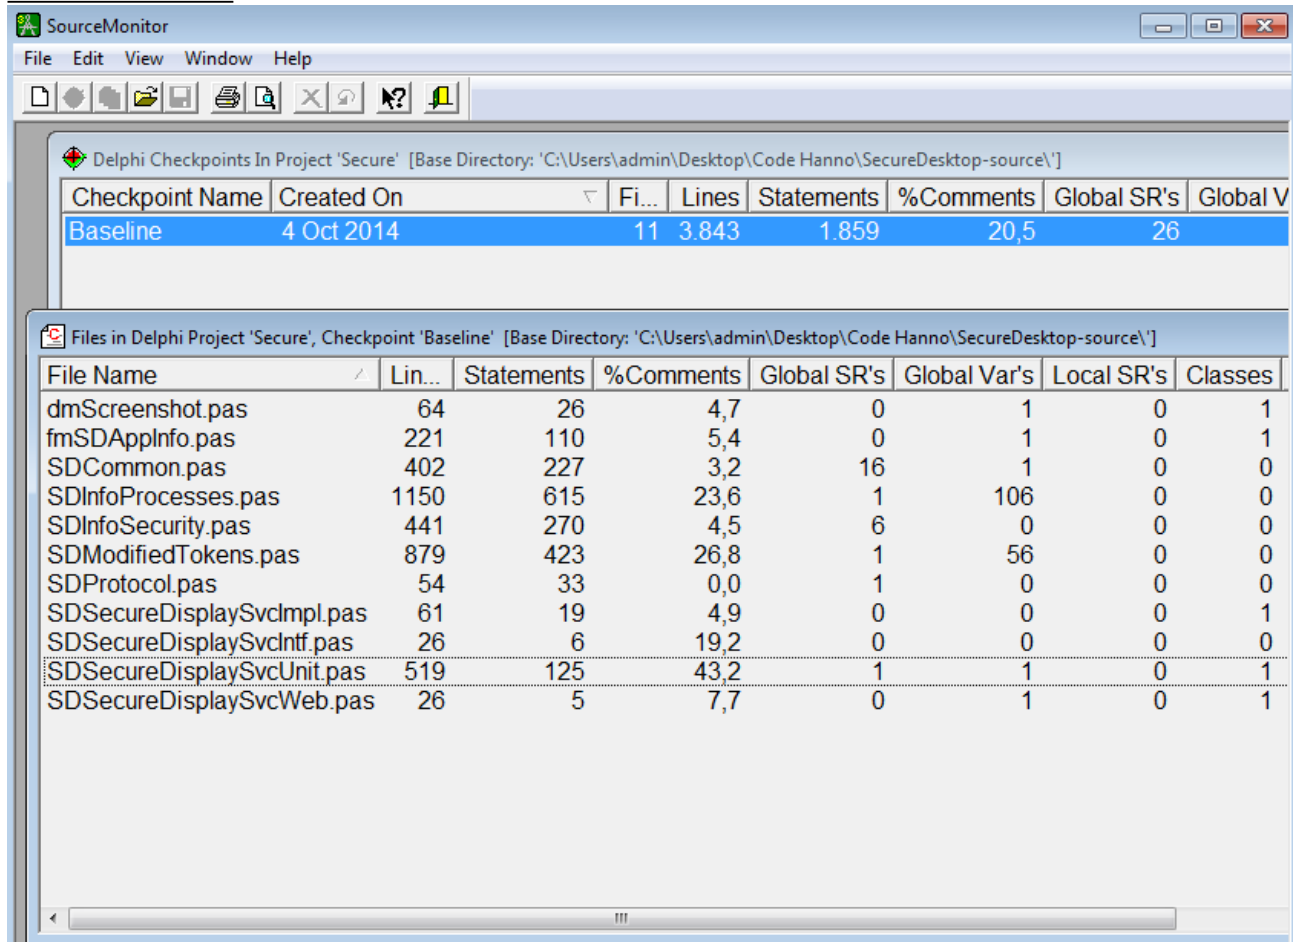 SourceMonitor
File Edit View Window Help
Delphi Checkpoints In Project 'Secure' [Base Directory: 'C:\Users\admin\Desktop\Code Hanno\SecureDesktop-source\']
Checkpoint Name Created On Fi... Lines Statements %Comments Global SR's Global V
Baseline 4 Oct 2014 11 3.843 1.859 20,5 26
Files in Delphi Project 'Secure', Checkpoint 'Baseline' [Base Directory: 'C:\Users\admin\Desktop\Code Hanno\SecureDesktop-source\']
File Name Lin... Statements %Comments Global SR's Global Var's Local SR's Classes
dmScreenshot.pas 64 26 4,7 0 1 0 1
fmSDAppInfo.pas 221 110 5,4 0 1 0 1
SDCommon.pas 402 227 3,2 16 1 0 0
SDInfoProcesses.pas 1150 615 23,6 1 106 0 0
SDInfoSecurity.pas 441 270 4,5 6 0 0 0
SDModifiedTokens.pas 879 423 26,8 1 56 0 0
SDProtocol.pas 54 33 0,0 1 0 0 0
SDSecureDisplaySvcImpl.pas 61 19 4,9 0 0 0 1
SDSecureDisplaySvcIntf.pas 26 6 19,2 0 0 0 0
SDSecureDisplaySvcUnit.pas 519 125 43,2 1 1 0 1
SDSecureDisplaySvcWeb.pas 26 5 7,7 0 1 0 1